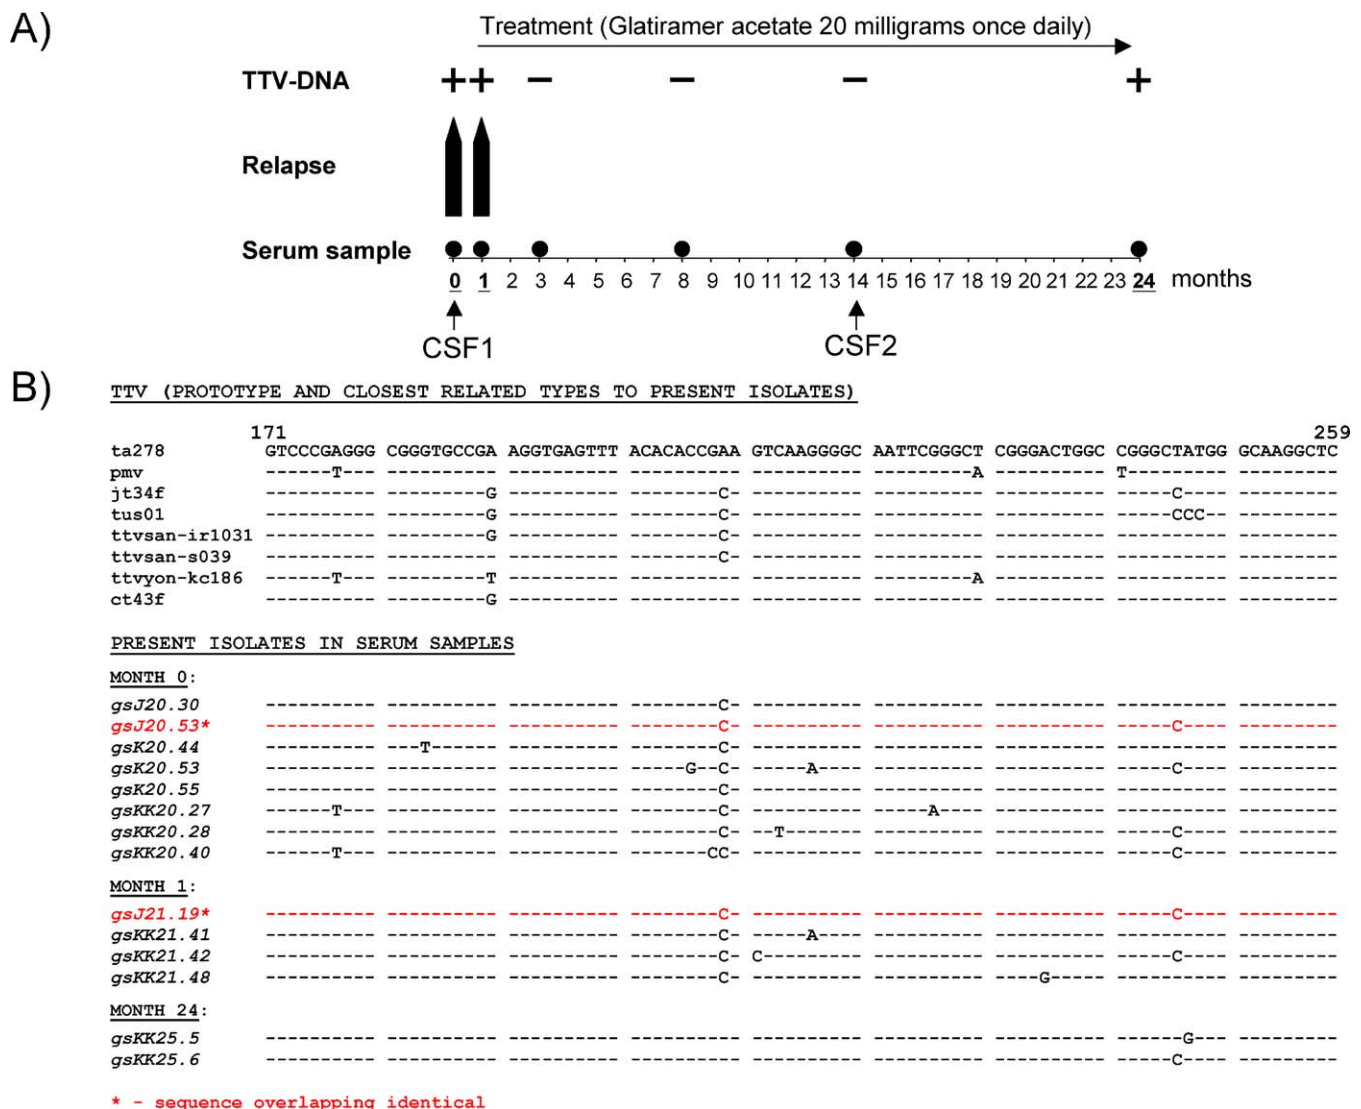 A)
Treatment (Glatiramer acetate 20 milligrams once daily)
TTV-DNA + + − − − +
Relapse
Serum sample
0 1 2 3 4 5 6 7 8 9 10 11 12 13 14 15 16 17 18 19 20 21 22 23 24 months
CSF1 CSF2
B)
TTV (PROTOTYPE AND CLOSEST RELATED TYPES TO PRESENT ISOLATES)
171 259
ta278 GTCCCGAGGG CGGGTGCCGA AGGTGAGTTT ACACACCGAA GTCAAGGGGC AATTCGGGCT CGGGACTGGC CGGGCTATGG GCAAGGCTC
pmv ------T--- ---------- ---------- ---------- ---------- ---------A ---------- T--------- ---------
jt34f ---------- ---------G ---------- --------C- ---------- ---------- ---------- -----C---- ---------
tus01 ---------- ---------G ---------- --------C- ---------- ---------- ---------- -----CCC-- ---------
ttvsan-ir1031 ---------- ---------G ---------- --------C- ---------- ---------- ---------- ---------- ---------
ttvsan-s039 ---------- ---------- ---------- --------C- ---------- ---------- ---------- ---------- ---------
ttvyon-kc186 ------T--- ---------T ---------- ---------- ---------- ---------A ---------- ---------- ---------
ct43f ---------- ---------G ---------- ---------- ---------- ---------- ---------- ---------- ---------
PRESENT ISOLATES IN SERUM SAMPLES
MONTH 0:
gsJ20.30 ---------- ---------- ---------- --------C- ---------- ---------- ---------- ---------- ---------
gsJ20.53* ---------- ---------- ---------- --------C- ---------- ---------- ---------- -----C---- ---------
gsK20.44 ---------- ---T------ ---------- --------C- ---------- ---------- ---------- ---------- ---------
gsK20.53 ---------- ---------- ---------- -----G--C- -----A---- ---------- ---------- -----C---- ---------
gsK20.55 ---------- ---------- ---------- --------C- ---------- ---------- ---------- ---------- ---------
gsKK20.27 ------T--- ---------- ---------- --------C- ---------- -----A---- ---------- ---------- ---------
gsKK20.28 ---------- ---------- ---------- --------C- --T------- ---------- ---------- -----C---- ---------
gsKK20.40 ------T--- ---------- ---------- -------CC- ---------- ---------- ---------- -----C---- ---------
MONTH 1:
gsJ21.19* ---------- ---------- ---------- --------C- ---------- ---------- ---------- -----C---- ---------
gsKK21.41 ---------- ---------- ---------- --------C- -----A---- ---------- ---------- ---------- ---------
gsKK21.42 ---------- ---------- ---------- --------C- C--------- ---------- ---------- -----C---- ---------
gsKK21.48 ---------- ---------- ---------- --------C- ---------- ---------- ----G----- ---------- ---------
MONTH 24:
gsKK25.5 ---------- ---------- ---------- ---------- ---------- ---------- ---------- ------G--- ---------
gsKK25.6 ---------- ---------- ---------- ---------- ---------- ---------- ---------- -----C---- ---------
* - sequence overlapping identical